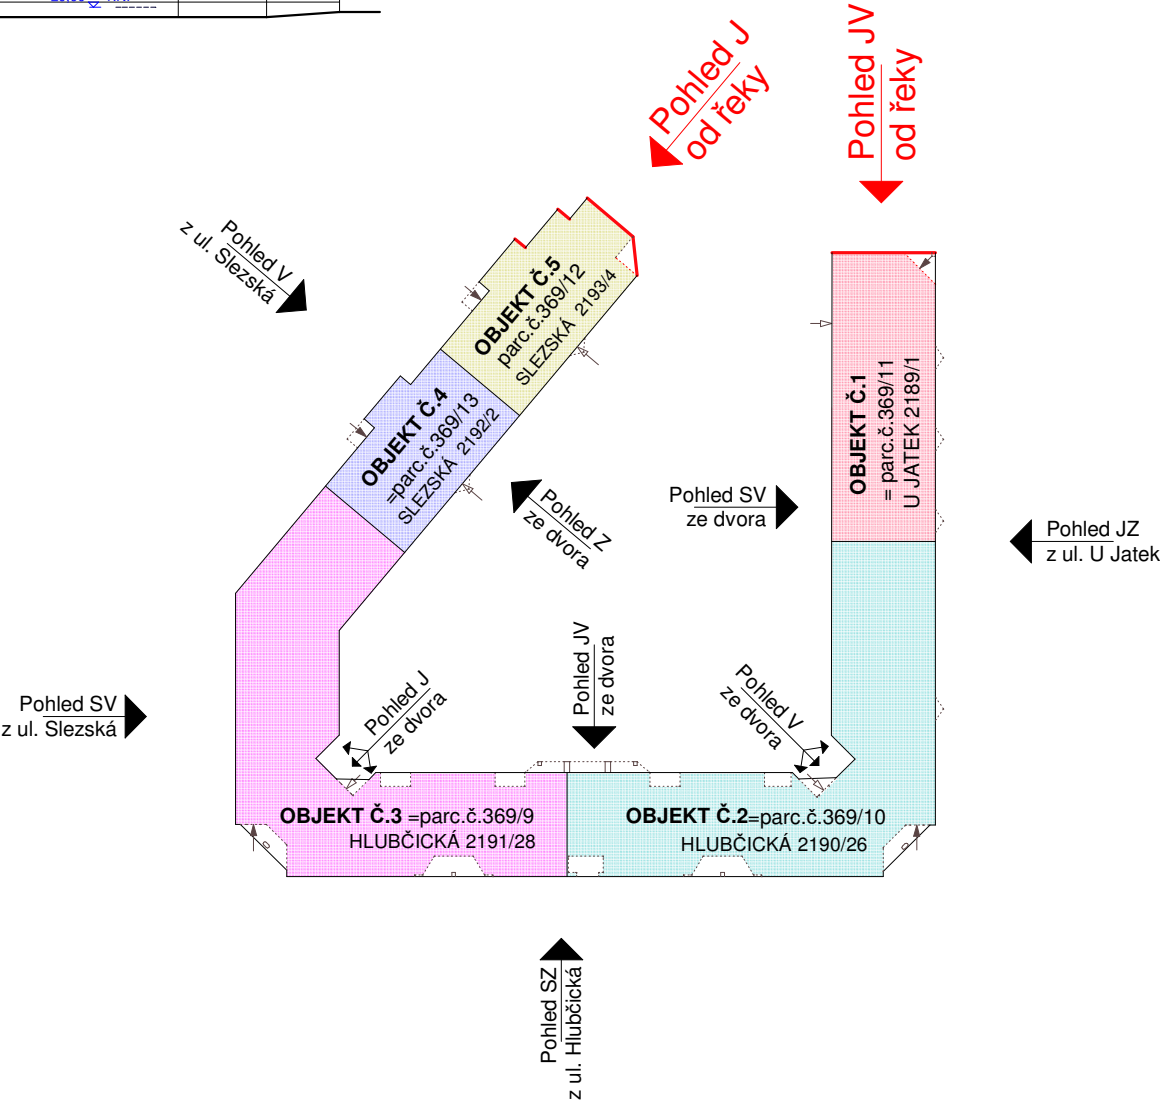 Pohled J
od řeky
Pohled JV
od řeky
Pohled V
z ul. Slezská
OBJEKT Č.5
parc.č.369/12
SLEZSKÁ 2193/4
OBJEKT Č.4
=parc.č.369/13
SLEZSKÁ 2192/2
OBJEKT Č.1
= parc.č.369/11
U JATEK 2189/1
Pohled Z
ze dvora
Pohled SV
ze dvora
Pohled JZ
z ul. U Jatek
Pohled SV
z ul. Slezská
Pohled J
ze dvora
Pohled JV
ze dvora
Pohled V
ze dvora
OBJEKT Č.3 =parc.č.369/9
HLUBČICKÁ 2191/28
OBJEKT Č.2=parc.č.369/10
HLUBČICKÁ 2190/26
Pohled SZ
z ul. Hlubčická